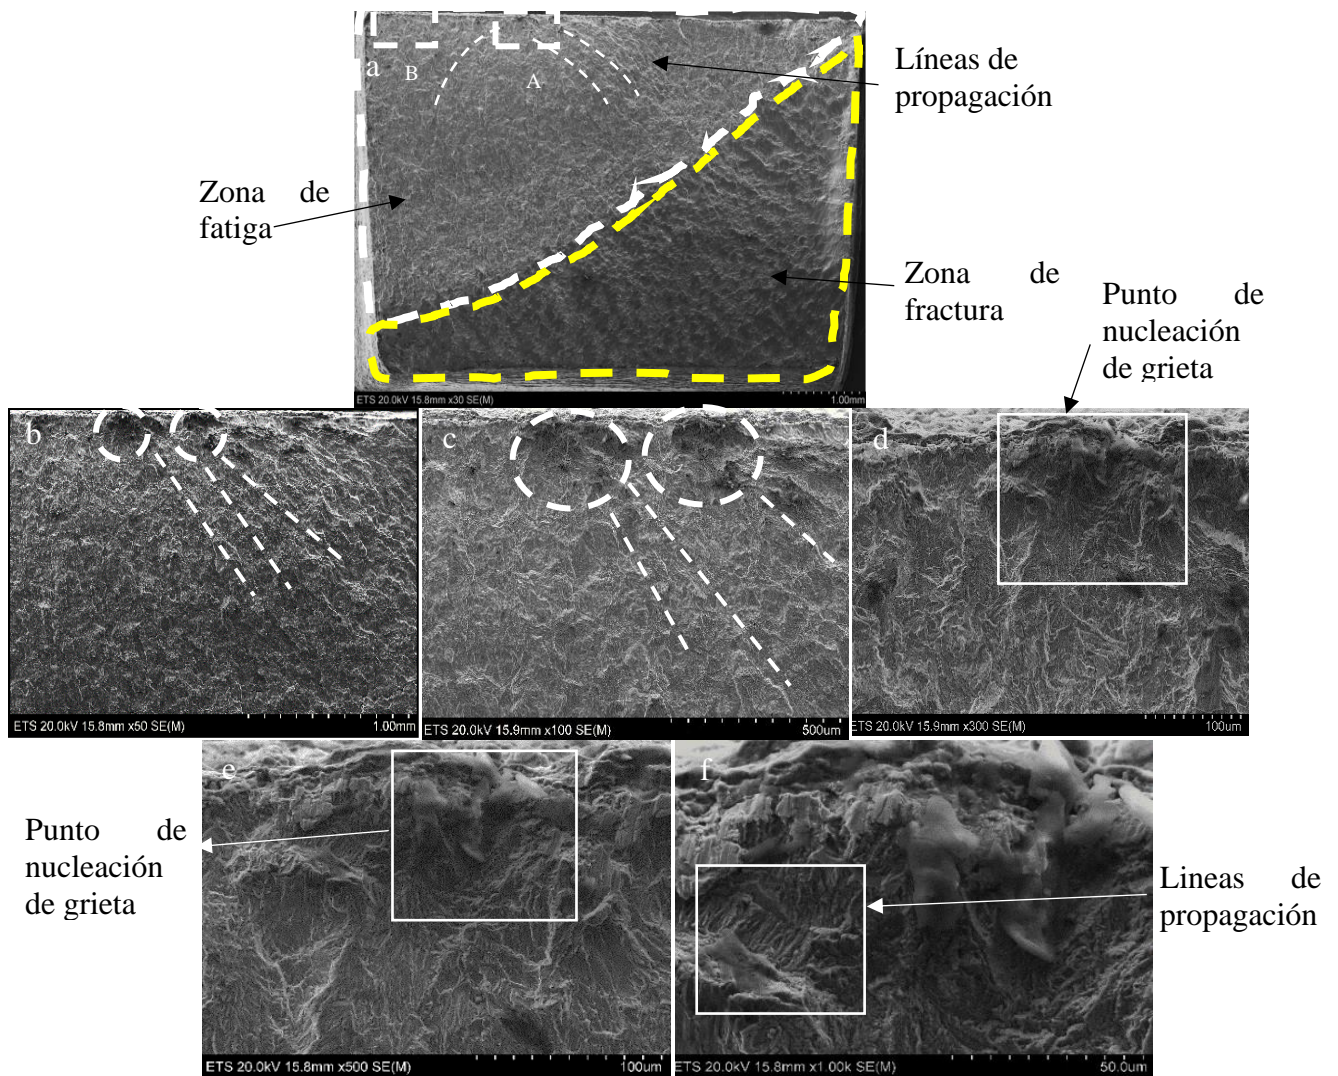 a
B
A
Líneas de
propagación
Zona de
fatiga
Zona de
fractura
ETS 20.0kV 15.8mm x30 SE(M)
1.00mm
Punto de
nucleación
de grieta
b
ETS 20.0kV 15.8mm x50 SE(M)
1.00mm
c
ETS 20.0kV 15.9mm x100 SE(M)
500um
d
ETS 20.0kV 15.9mm x300 SE(M)
100um
Punto de
nucleación
de grieta
e
ETS 20.0kV 15.8mm x500 SE(M)
100um
f
ETS 20.0kV 15.8mm x1.00k SE(M)
50.0um
Lineas de
propagación